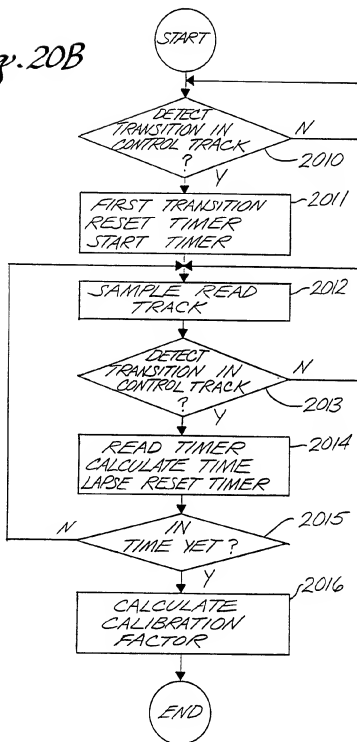 g. 20B
START
DETECT
TRANSITION IN
CONTROL TRACK
?
N
2010
Y
FIRST TRANSITION
RESET TIMER
START TIMER
2011
SAMPLE READ
TRACK
2012
DETECT
TRANSITION IN
CONTROL TRACK
?
N
2013
Y
READ TIMER
CALCULATE TIME
LAPSE RESET TIMER
2014
N
IN
TIME YET ?
2015
Y
CALCULATE
CALIBRATION
FACTOR
2016
END